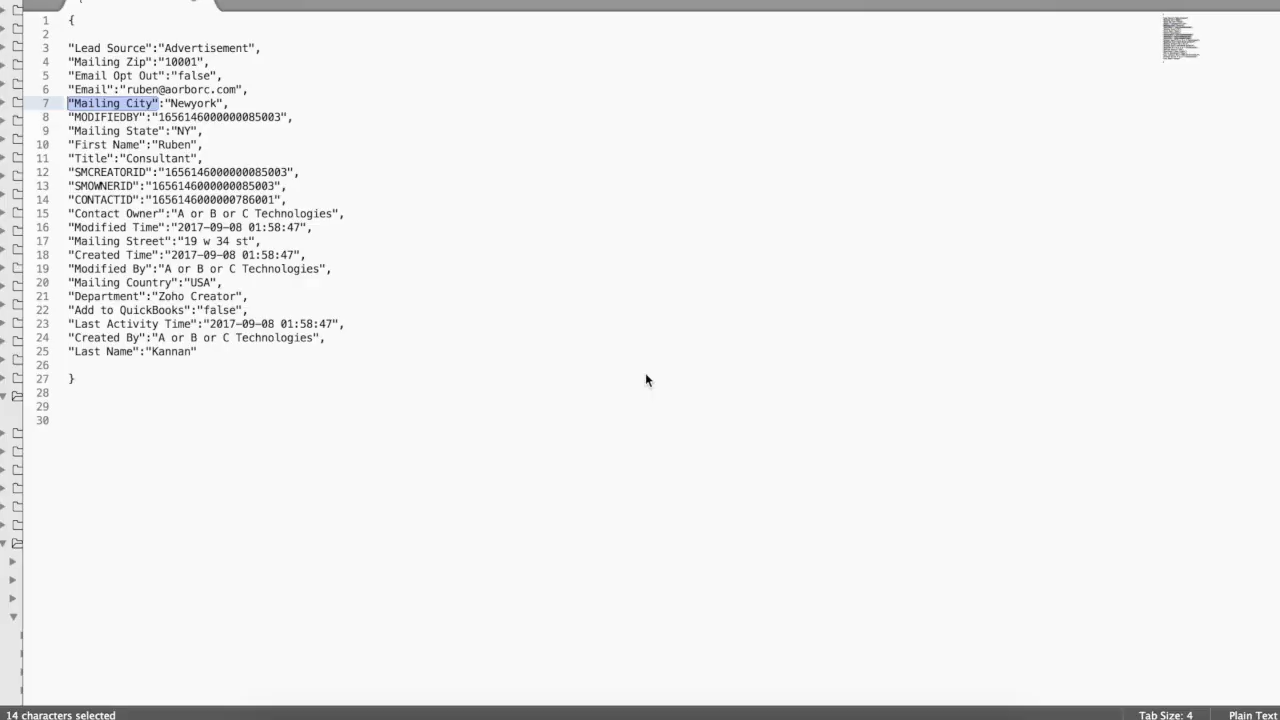 1 {
2
3 "Lead Source":"Advertisement",
4 "Mailing Zip":"10001",
5 "Email Opt Out":"false",
6 "Email":"ruben@aorborc.com",
7 "Mailing City":"Newyork",
8 "MODIFIEDBY":"1656146000000085003",
9 "Mailing State":"NY",
10 "First Name":"Ruben",
11 "Title":"Consultant",
12 "SMCREATORID":"1656146000000085003",
13 "SMOWNERID":"1656146000000085003",
14 "CONTACTID":"1656146000000786001",
15 "Contact Owner":"A or B or C Technologies",
16 "Modified Time":"2017-09-08 01:58:47",
17 "Mailing Street":"19 w 34 st",
18 "Created Time":"2017-09-08 01:58:47",
19 "Modified By":"A or B or C Technologies",
20 "Mailing Country":"USA",
21 "Department":"Zoho Creator",
22 "Add to QuickBooks":"false",
23 "Last Activity Time":"2017-09-08 01:58:47",
24 "Created By":"A or B or C Technologies",
25 "Last Name":"Kannan"
26
27 }
28
29
30
14 characters selected Tab Size: 4 Plain Text